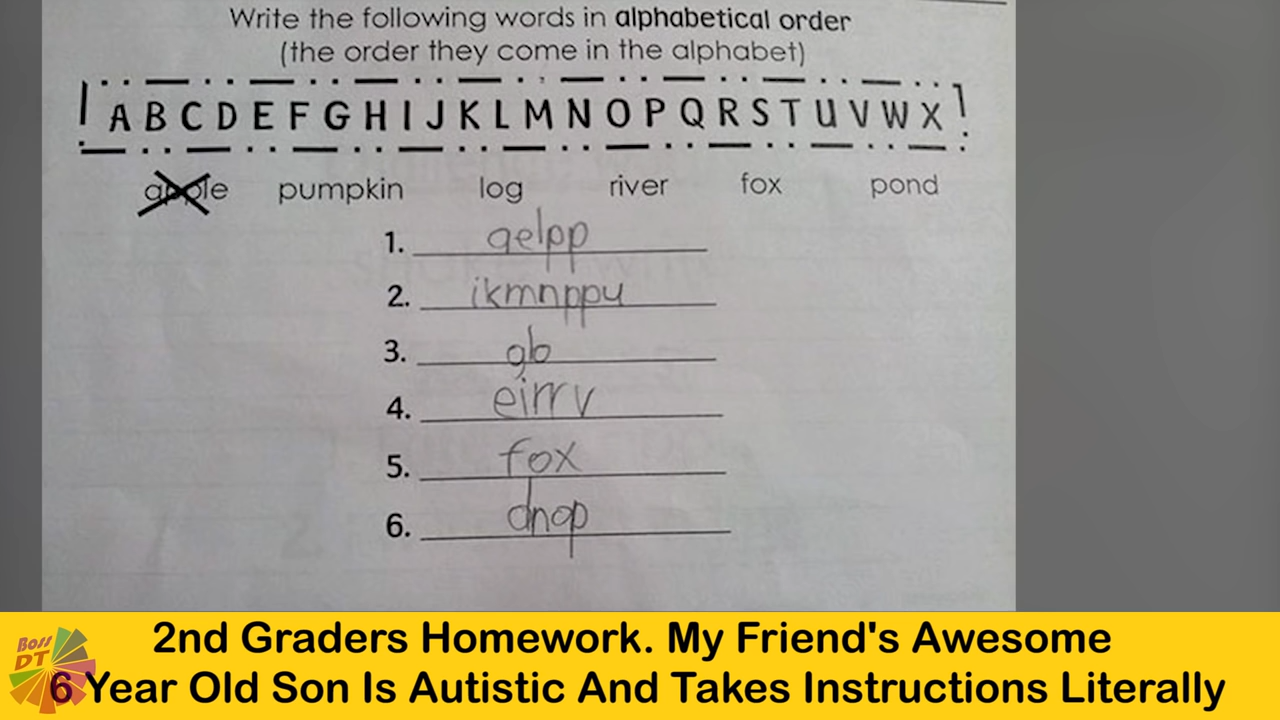 Write the following words in alphabetical order
(the order they come in the alphabet)
A B C D E F G H I J K L M N O P Q R S T U V W X
apple pumpkin log river fox pond
1. aelpp
2. ikmnppu
3. glo
4. eirrv
5. fox
6. dnop
Boss
DT
2nd Graders Homework. My Friend's Awesome
6 Year Old Son Is Autistic And Takes Instructions Literally